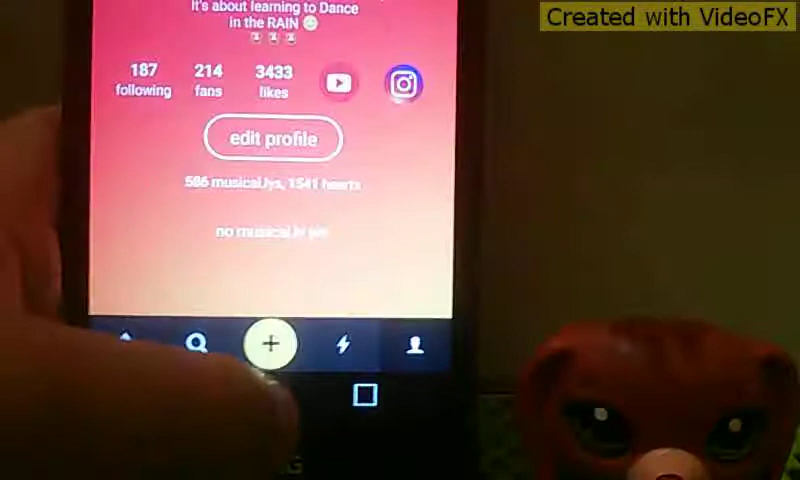 Created with VideoFX
It's about learning to Dance
in the RAIN
187 214 3433
following fans likes
edit profile
586 musical.lys, 1541 hearts
no musical.ly yet